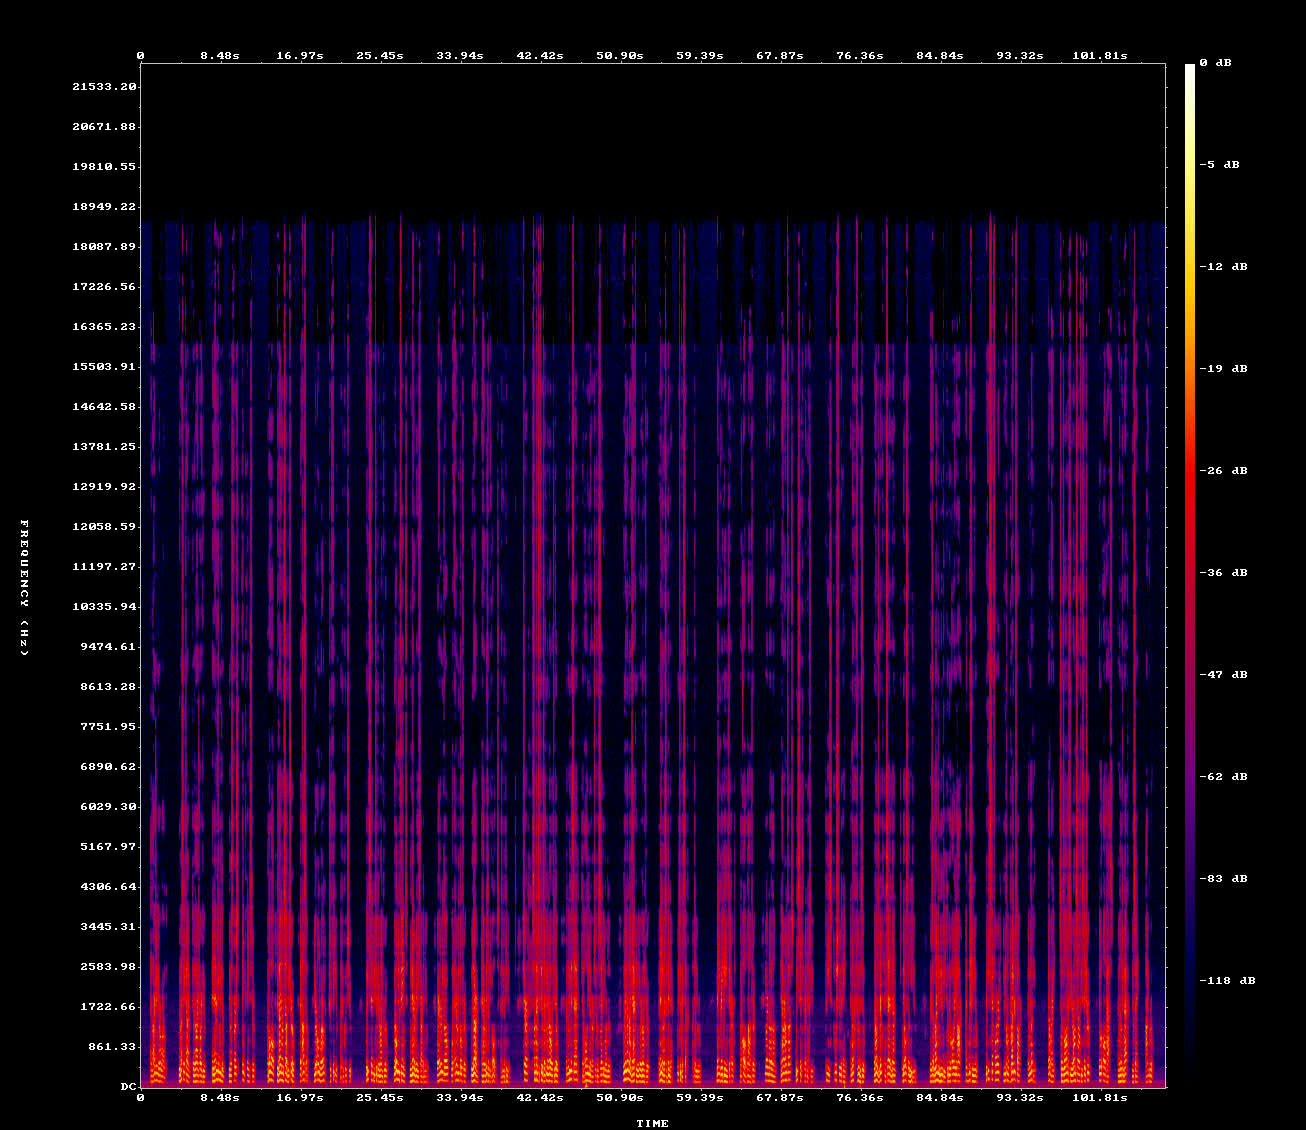 0 8.48s 16.97s 25.45s 33.94s 42.42s 50.90s 59.39s 67.87s 76.36s 84.84s 93.32s 101.81s
0 dB
21533.20
20671.88
-5 dB
19810.55
18949.22
18087.89
-12 dB
17226.56
16365.23
15503.91
-19 dB
14642.58
13781.25
-26 dB
12919.92
12058.59
11197.27
-36 dB
10335.94
FREQUENCY (Hz)
9474.61
-47 dB
8613.28
7751.95
6890.62
-62 dB
6029.30
5167.97
-83 dB
4306.64
3445.31
2583.98
-118 dB
1722.66
861.33
DC
0 8.48s 16.97s 25.45s 33.94s 42.42s 50.90s 59.39s 67.87s 76.36s 84.84s 93.32s 101.81s
TIME